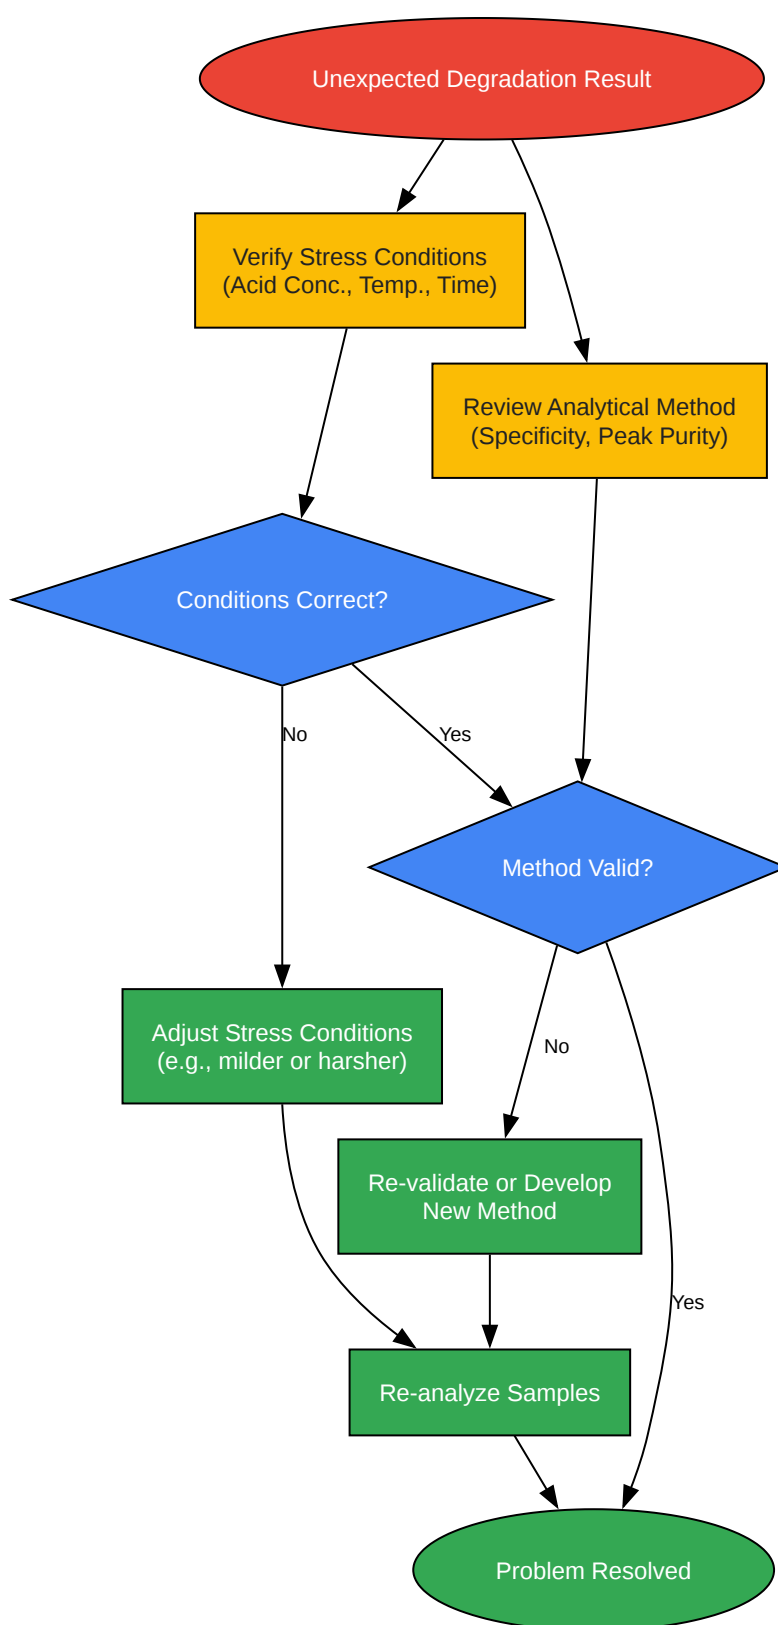 Unexpected Degradation Result
Verify Stress Conditions
(Acid Conc., Temp., Time)
Review Analytical Method
(Specificity, Peak Purity)
Conditions Correct?
No
Yes
Method Valid?
Adjust Stress Conditions
(e.g., milder or harsher)
No
Re-validate or Develop
New Method
Yes
Re-analyze Samples
Problem Resolved